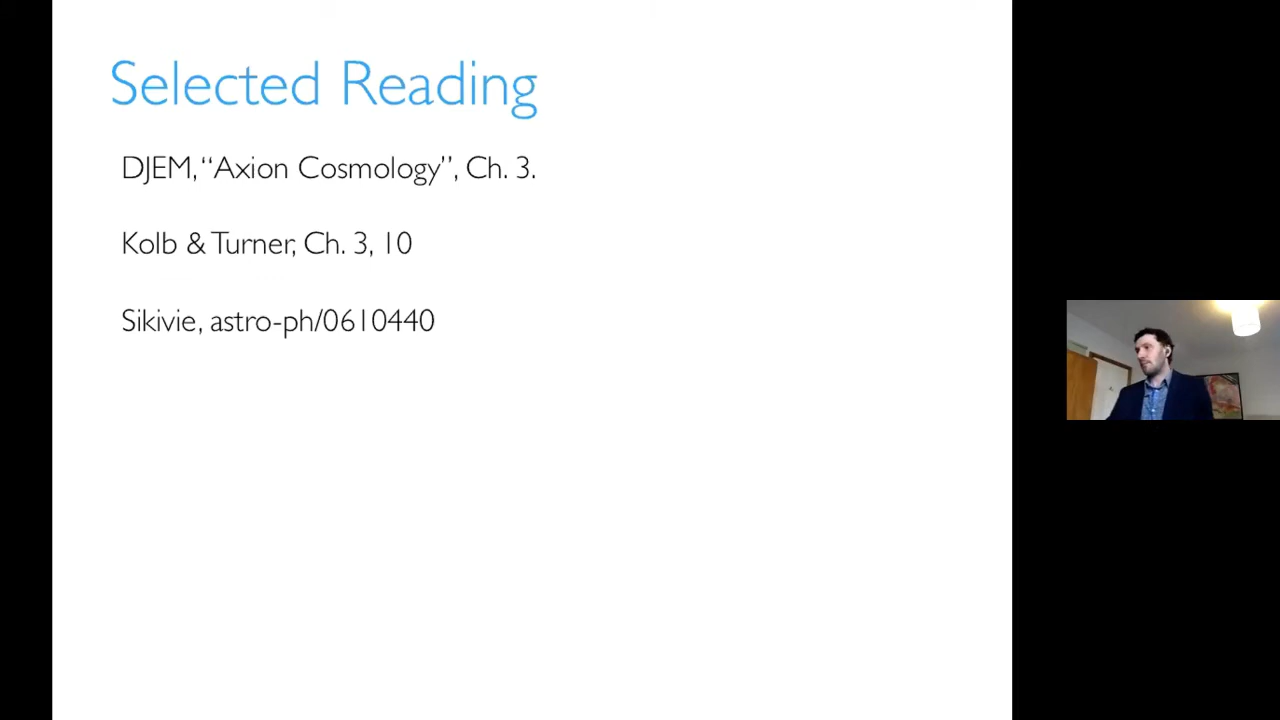 Selected Reading
DJEM, “Axion Cosmology”, Ch. 3.
Kolb & Turner, Ch. 3, 10
Sikivie, astro-ph/0610440